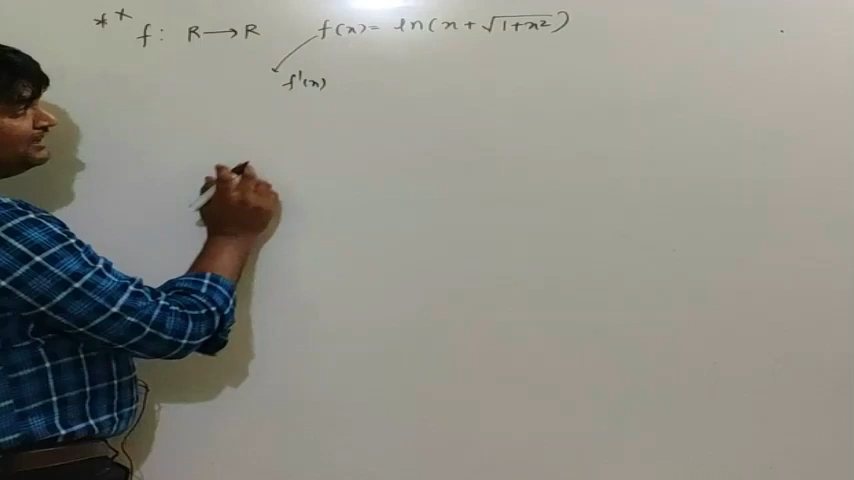 ** f: R → R f(x) = ln(x + √1+x²)
f'(x)